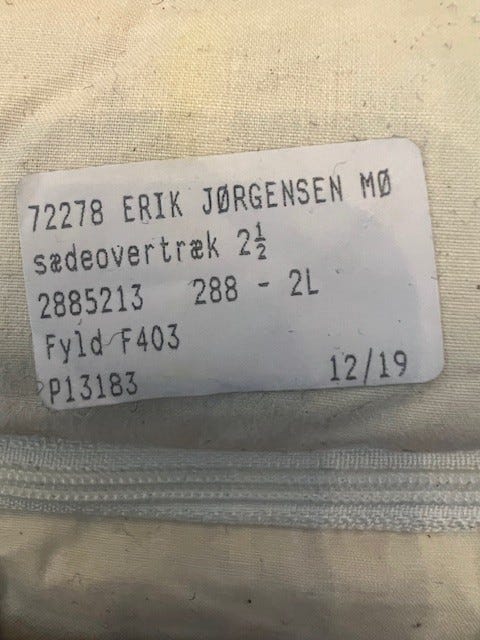 72278 ERIK JØRGENSEN MØ
sædeovertræk 2½
2885213 288 - 2L
Fyld F403
P13183 12/19